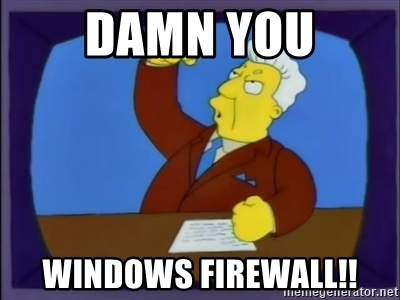 DAMN YOU
WINDOWS FIREWALL!!
memegenerator.net